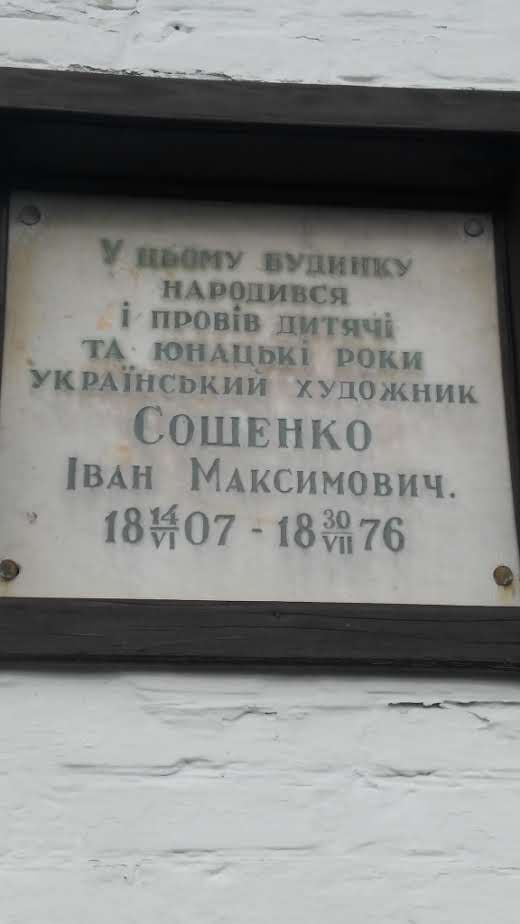 У ЦЬОМУ БУДИНКУ
НАРОДИВСЯ
І ПРОВІВ ДИТЯЧІ
ТА ЮНАЦЬКІ РОКИ
УКРАЇНСЬКИЙ ХУДОЖНИК
СОШЕНКО
ІВАН МАКСИМОВИЧ.
18 14/VI 07 - 18 30/VII 76